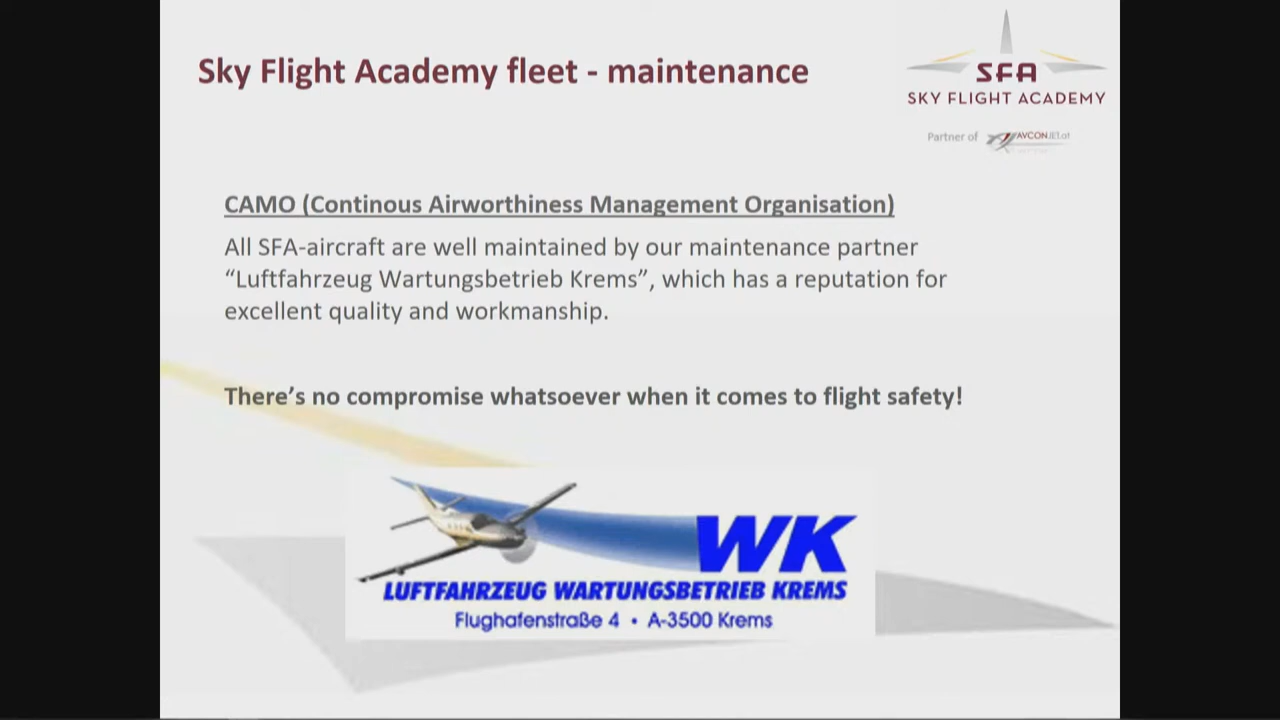 Sky Flight Academy fleet - maintenance
SFA
SKY FLIGHT ACADEMY
Partner of AVCONJET.at
CAMO (Continous Airworthiness Management Organisation)
All SFA-aircraft are well maintained by our maintenance partner
“Luftfahrzeug Wartungsbetrieb Krems”, which has a reputation for
excellent quality and workmanship.
There’s no compromise whatsoever when it comes to flight safety!
WK
LUFTFAHRZEUG WARTUNGSBETRIEB KREMS
Flughafenstraße 4 • A-3500 Krems